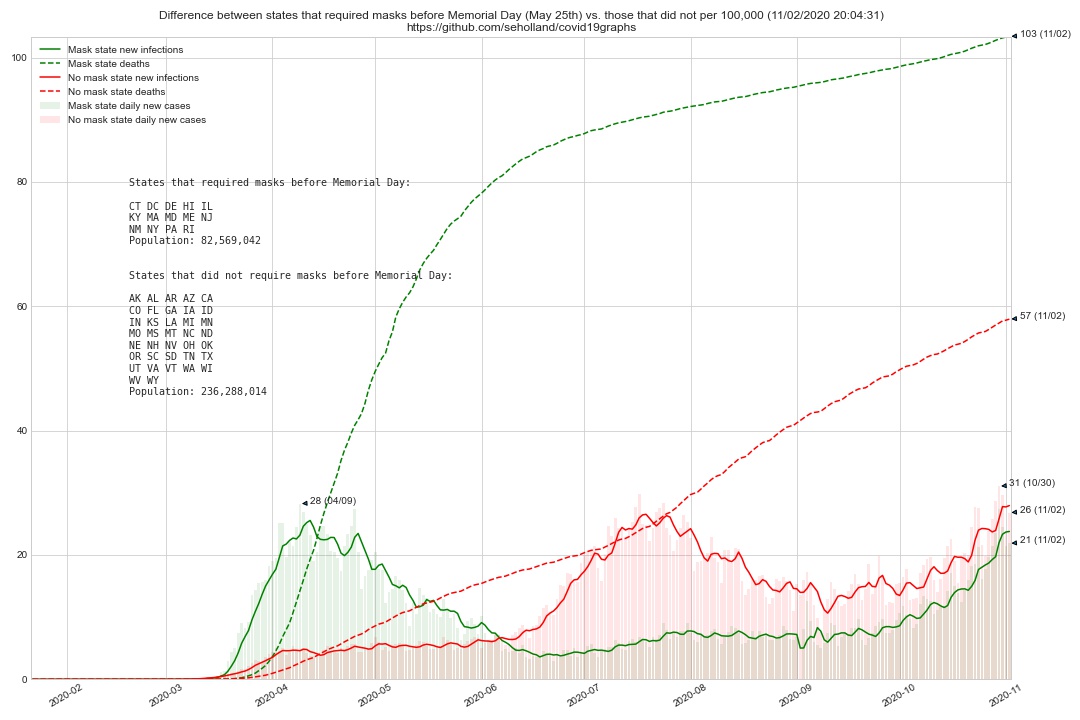 Difference between states that required masks before Memorial Day (May 25th) vs. those that did not per 100,000 (11/02/2020 20:04:31)
https://github.com/seholland/covid19graphs
Mask state new infections
Mask state deaths
No mask state new infections
No mask state deaths
Mask state daily new cases
No mask state daily new cases
103 (11/02)
100
80
60
40
20
0
States that required masks before Memorial Day:
CT DC DE HI IL
KY MA MD ME NJ
NM NY PA RI
Population: 82,569,042
States that did not require masks before Memorial Day:
AK AL AR AZ CA
CO FL GA IA ID
IN KS LA MI MN
MO MS MT NC ND
NE NH NV OH OK
OR SC SD TN TX
UT VA VT WA WI
WV WY
Population: 236,288,014
57 (11/02)
28 (04/09)
31 (10/30)
26 (11/02)
21 (11/02)
2020-02
2020-03
2020-04
2020-05
2020-06
2020-07
2020-08
2020-09
2020-10
2020-11